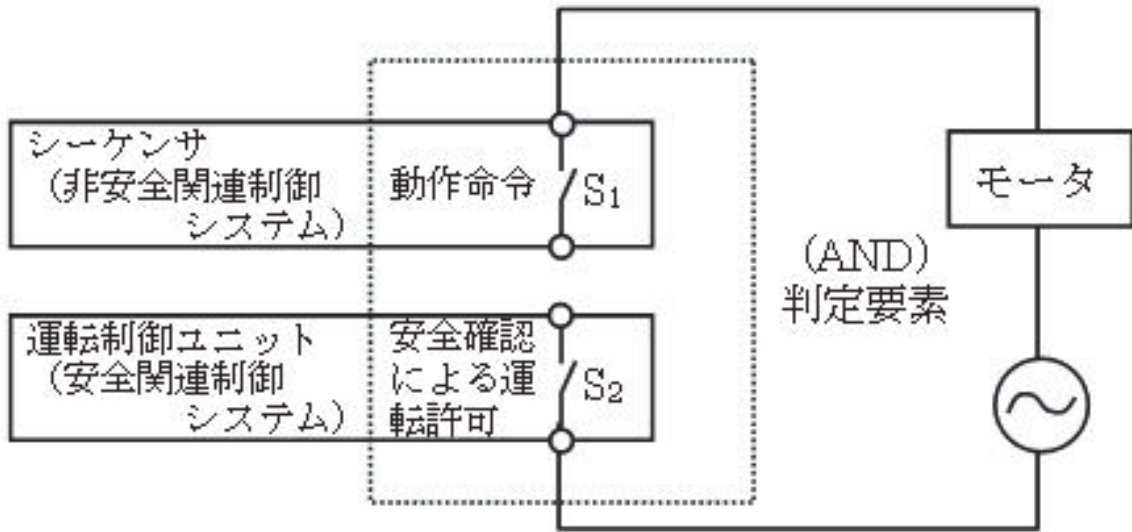 シーケンサ
(非安全関連制御
システム)
動作命令
S1
モータ
(AND)
判定要素
運転制御ユニット
(安全関連制御
システム)
安全確認
による運
転許可
S2